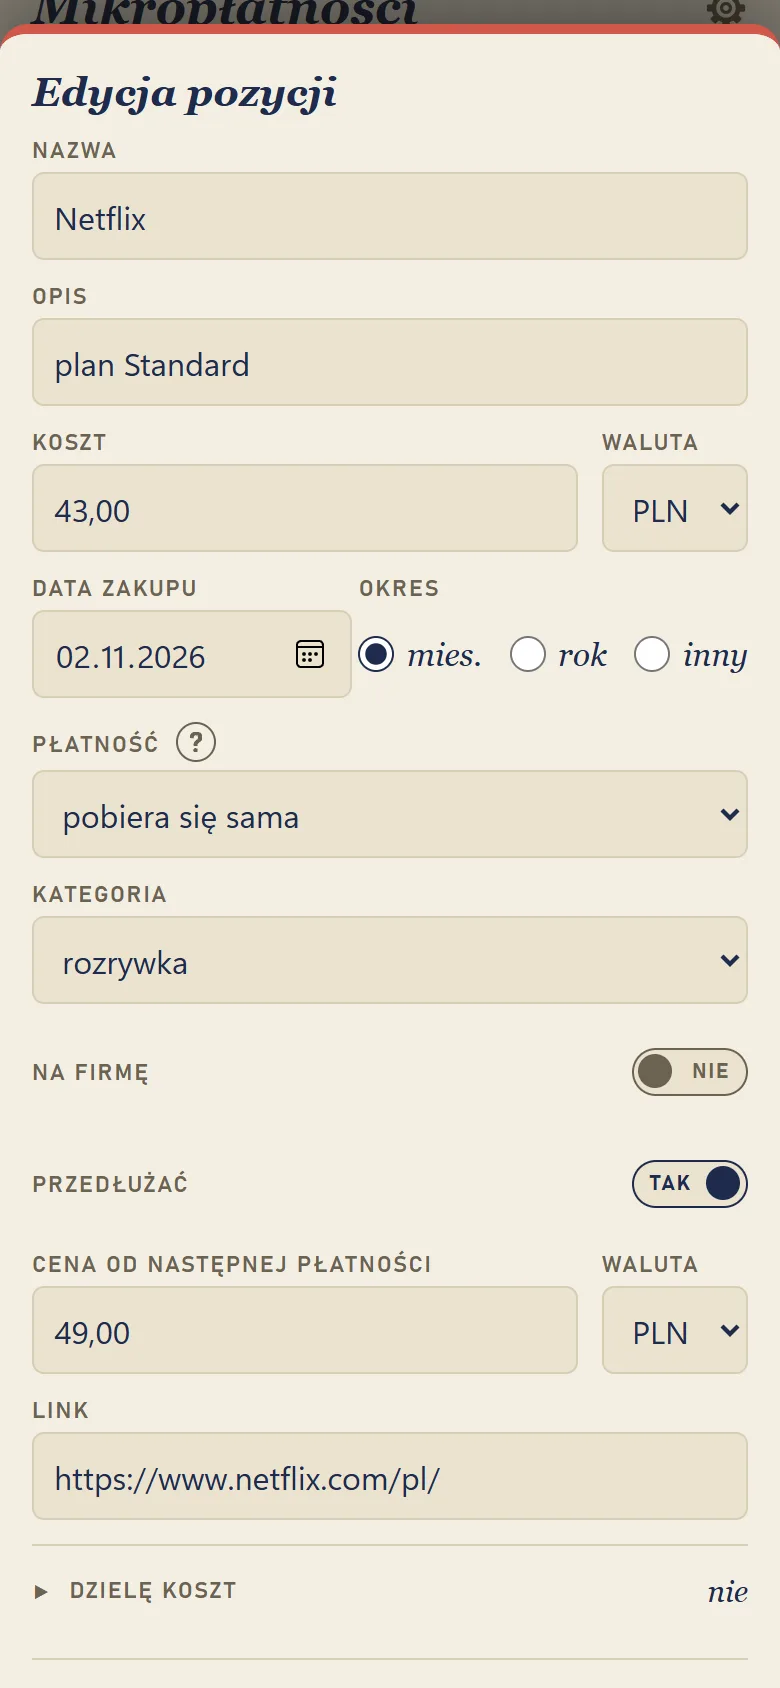 Mikropłatności
Edycja pozycji
NAZWA
Netflix
OPIS
plan Standard
KOSZT WALUTA
43,00 PLN
DATA ZAKUPU OKRES
02.11.2026 mies. rok inny
PŁATNOŚĆ ?
pobiera się sama
KATEGORIA
rozrywka
NA FIRMĘ NIE
PRZEDŁUŻAĆ TAK
CENA OD NASTĘPNEJ PŁATNOŚCI WALUTA
49,00 PLN
LINK
https://www.netflix.com/pl/
DZIELĘ KOSZT nie